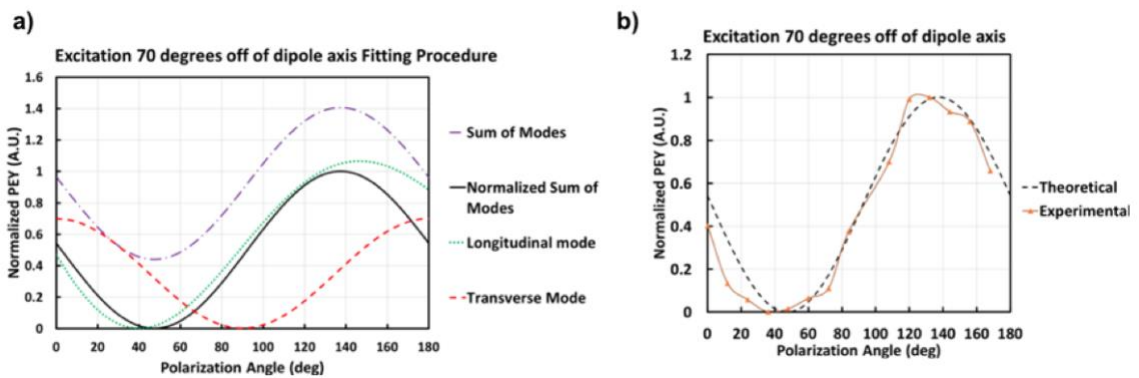 a)
Excitation 70 degrees off of dipole axis Fitting Procedure
Normalized PEY (A.U.)
1.6
1.4
1.2
1
0.8
0.6
0.4
0.2
0
0 20 40 60 80 100 120 140 160 180
Polarization Angle (deg)
Sum of Modes
Normalized Sum of
Modes
Longitudinal mode
Transverse Mode
b)
Excitation 70 degrees off of dipole axis
Normalized PEY (A.U.)
1.2
1
0.8
0.6
0.4
0.2
0
0 20 40 60 80 100 120 140 160 180
Polarization Angle (deg)
Theoretical
Experimental